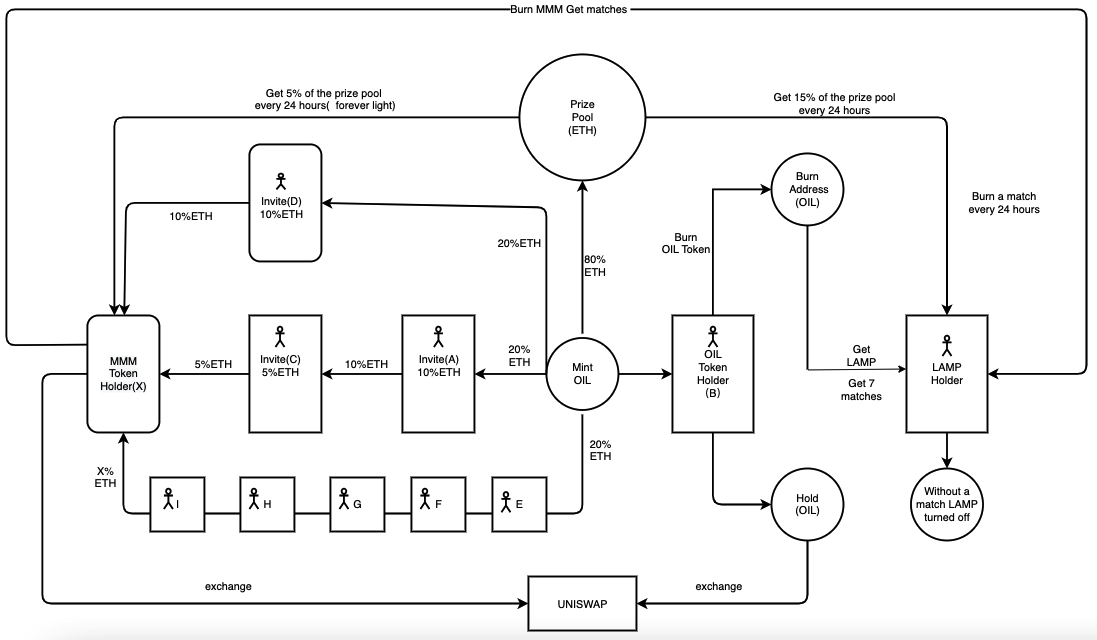 Burn MMM Get matches
Get 5% of the prize pool
every 24 hours(  forever light)
Prize
Pool
(ETH)
Get 15% of the prize pool
every 24 hours
Invite(D)
10%ETH
10%ETH
20%ETH
80%
ETH
Burn
Address
(OIL)
Burn
OIL Token
Burn a match
every 24 hours
MMM
Token
Holder(X)
5%ETH
Invite(C)
5%ETH
10%ETH
Invite(A)
10%ETH
20%
ETH
Mint
OIL
OIL
Token
Holder
(B)
Get
LAMP
Get 7
matches
LAMP
Holder
X%
ETH
I
H
G
F
E
20%
ETH
Hold
(OIL)
Without a
match LAMP
turned off
exchange
UNISWAP
exchange